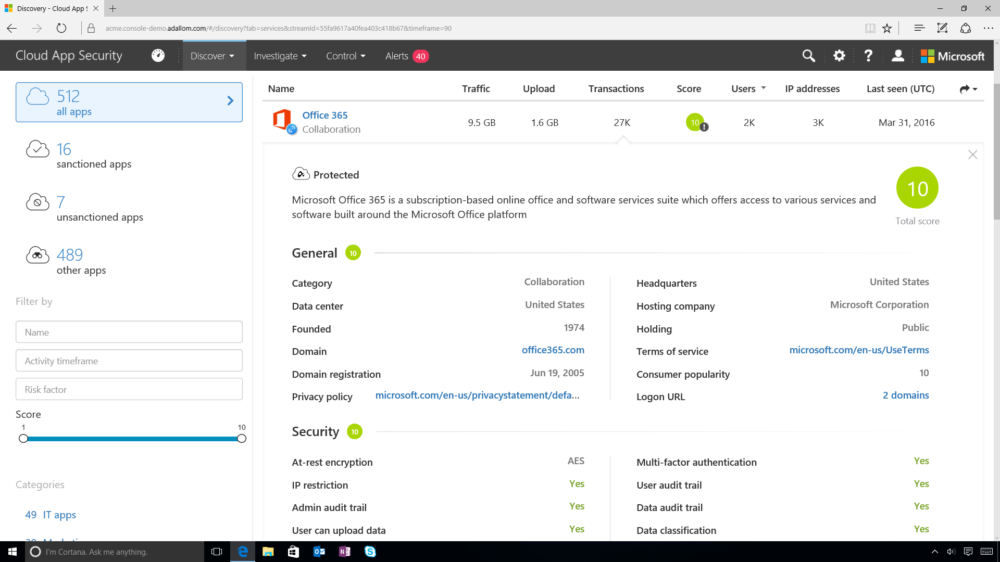 Discovery - Cloud App S
acme.console-demo.adallom.com/#/discovery?tab=services&streamId=55fa9617a40fea403c418b67&timeframe=90
Cloud App Security
Discover
Investigate
Control
Alerts 40
Microsoft
512
all apps
16
sanctioned apps
7
unsanctioned apps
489
other apps
Filter by
Name
Activity timeframe
Risk factor
Score
1 10
Categories
49 IT apps
Name Traffic Upload Transactions Score Users IP addresses Last seen (UTC)
Office 365
Collaboration
9.5 GB 1.6 GB 27K 10 2K 3K Mar 31, 2016
Protected
Microsoft Office 365 is a subscription-based online office and software services suite which offers access to various services and
software built around the Microsoft Office platform
10
Total score
General 10
Category Collaboration
Data center United States
Founded 1974
Domain office365.com
Domain registration Jun 19, 2005
Privacy policy microsoft.com/en-us/privacystatement/defa...
Headquarters United States
Hosting company Microsoft Corporation
Holding Public
Terms of service microsoft.com/en-us/UseTerms
Consumer popularity 10
Logon URL 2 domains
Security 10
At-rest encryption AES
IP restriction Yes
Admin audit trail Yes
User can upload data Yes
Multi-factor authentication Yes
User audit trail Yes
Data audit trail Yes
Data classification Yes
I'm Cortana. Ask me anything.